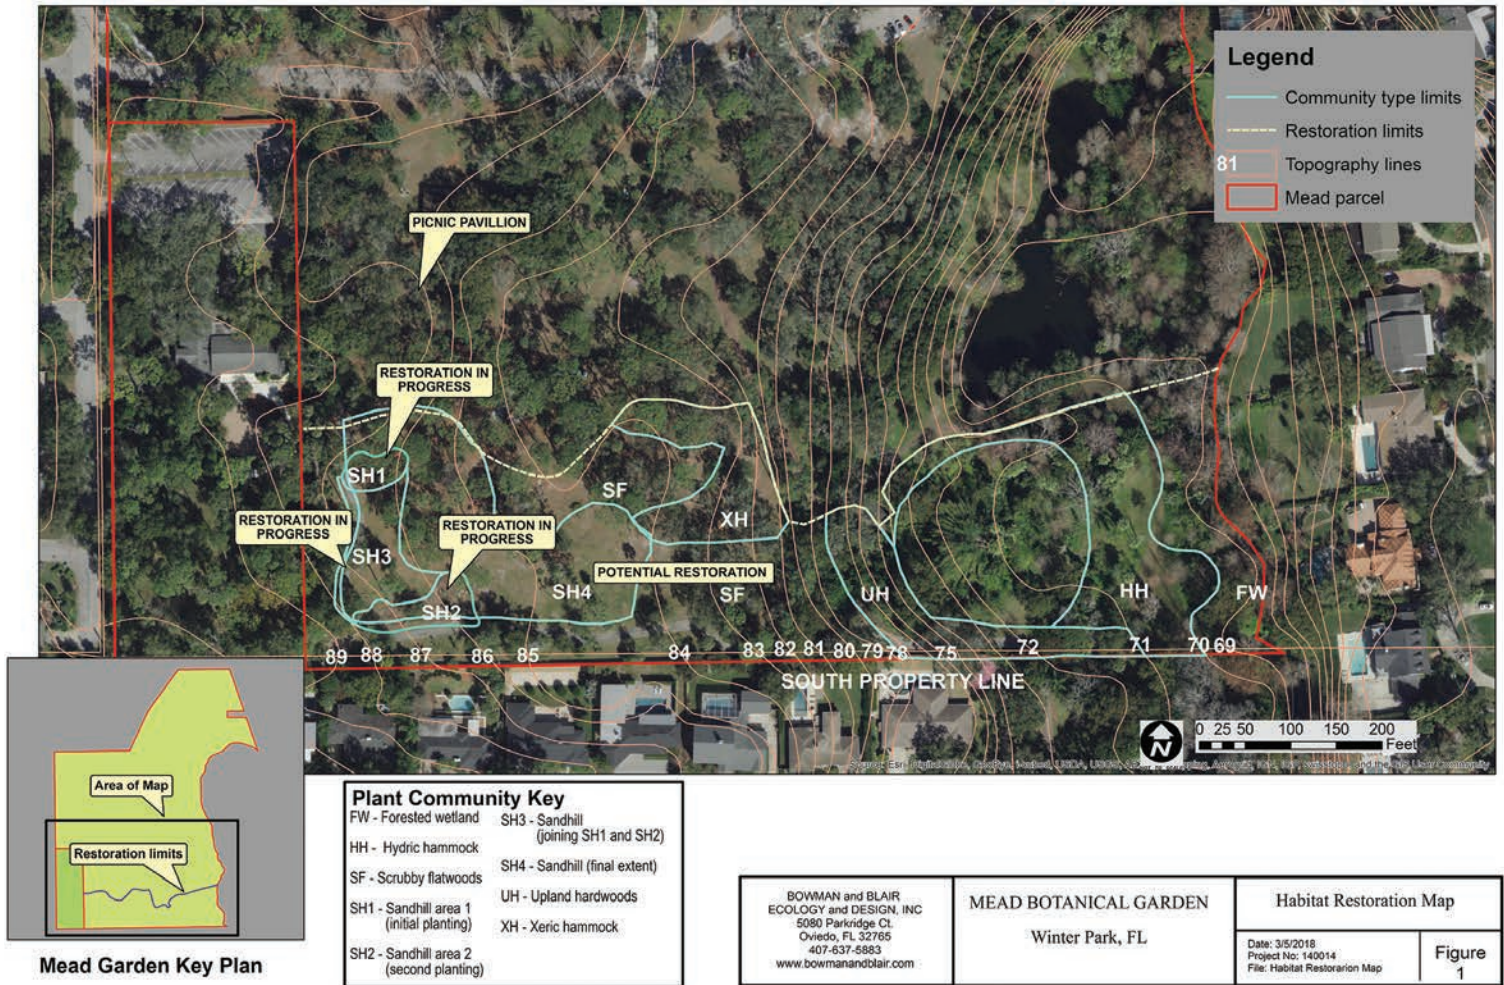 Legend
Community type limits
Restoration limits
81
Topography lines
Mead parcel
PICNIC PAVILLION
RESTORATION IN
PROGRESS
SH1
SF
RESTORATION IN
PROGRESS
RESTORATION IN
PROGRESS
XH
SH3
POTENTIAL RESTORATION
SH4
SF
UH
HH
FW
SH2
89 88 87 86 85 84 83 82 81 80 79 78 75 72 71 70 69
SOUTH PROPERTY LINE
N
0 25 50 100 150 200
Feet
Area of Map
Restoration limits
Mead Garden Key Plan
Plant Community Key
FW - Forested wetland
HH - Hydric hammock
SF - Scrubby flatwoods
SH1 - Sandhill area 1
(initial planting)
SH2 - Sandhill area 2
(second planting)
SH3 - Sandhill
(joining SH1 and SH2)
SH4 - Sandhill (final extent)
UH - Upland hardwoods
XH - Xeric hammock
BOWMAN and BLAIR
ECOLOGY and DESIGN, INC
5080 Parkridge Ct.
Oviedo, FL 32765
407-637-5883
www.bowmanandblair.com
MEAD BOTANICAL GARDEN
Winter Park, FL
Habitat Restoration Map
Date: 3/5/2018
Project No: 140014
File: Habitat Restorarion Map
Figure
1